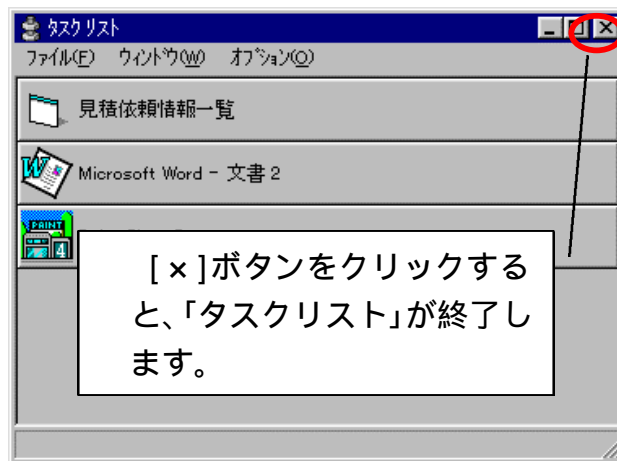 タスク リスト
ファイル(F) ウィンドウ(W) オプション(O)
見積依頼情報一覧
Microsoft Word - 文書 2
PAINT
4
[×]ボタンをクリックする
と、「タスクリスト」が終了し
ます。